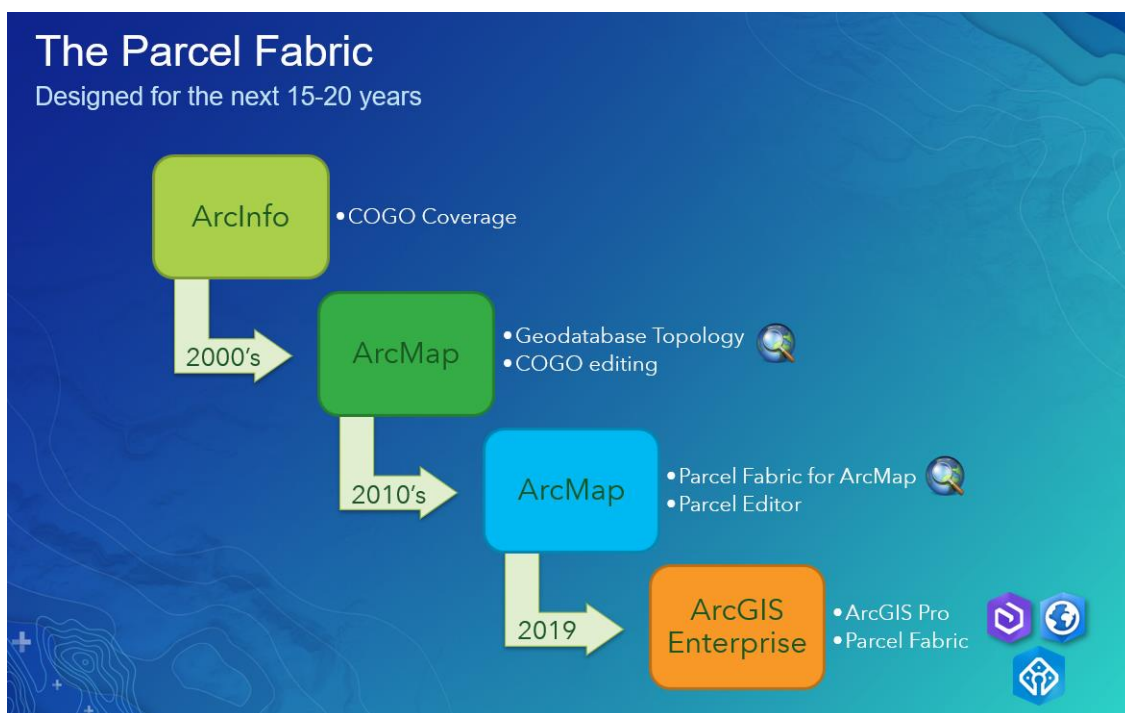 The Parcel Fabric
Designed for the next 15-20 years
ArcInfo
•COGO Coverage
2000's
ArcMap
•Geodatabase Topology
•COGO editing
2010's
ArcMap
•Parcel Fabric for ArcMap
•Parcel Editor
2019
ArcGIS
Enterprise
•ArcGIS Pro
•Parcel Fabric